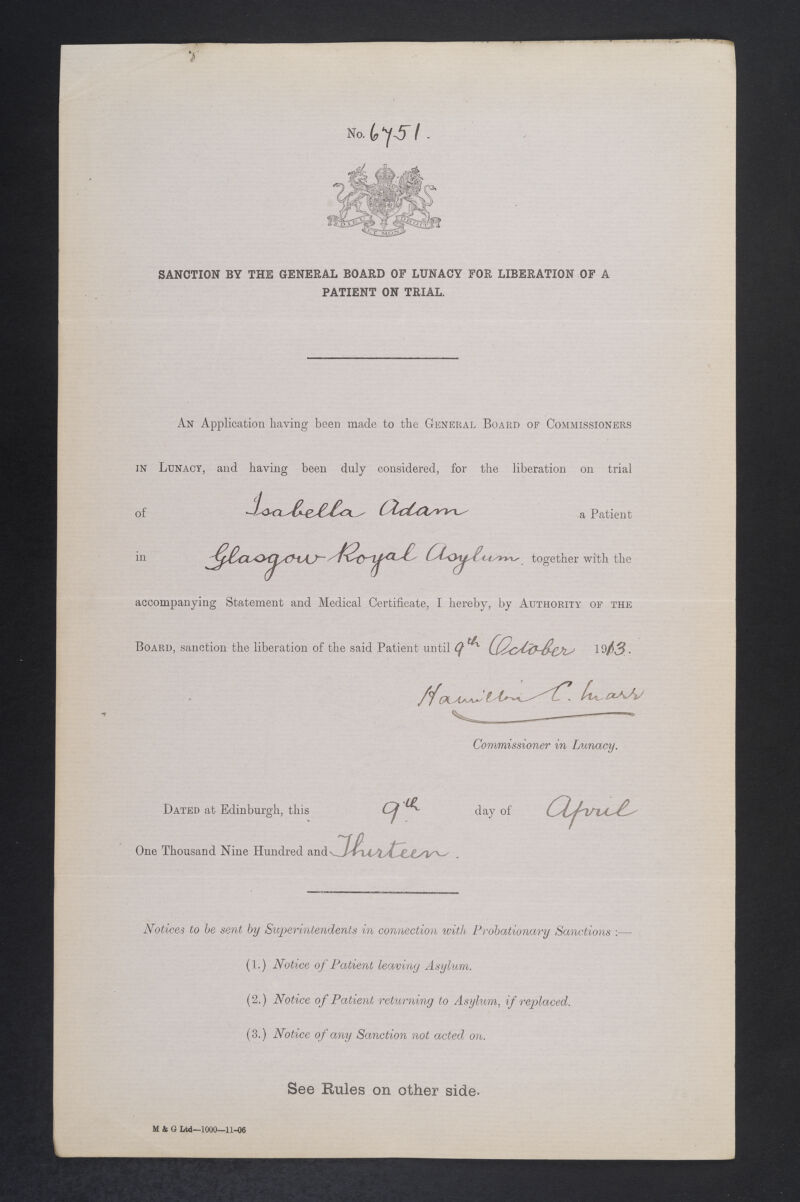 No. 6751.
DIEU ET MON DROIT
SANCTION BY THE GENERAL BOARD OF LUNACY FOR LIBERATION OF A
PATIENT ON TRIAL.
AN Application having been made to the GENERAL BOARD OF COMMISSIONERS
IN LUNACY, and having been duly considered, for the liberation on trial
of Isabella Adam a Patient
in Glasgow Royal Asylum, together with the
accompanying Statement and Medical Certificate, I hereby, by AUTHORITY OF THE
BOARD, sanction the liberation of the said Patient until 9th October 1913.
Hamilton C. Marr
Commissioner in Lunacy.
DATED at Edinburgh, this 9th day of April
One Thousand Nine Hundred and Thirteen.
Notices to be sent by Superintendents in connection with Probationary Sanctions :—
(1.) Notice of Patient leaving Asylum.
(2.) Notice of Patient returning to Asylum, if replaced.
(3.) Notice of any Sanction not acted on.
See Rules on other side.
M & G Ltd—1000—11-06